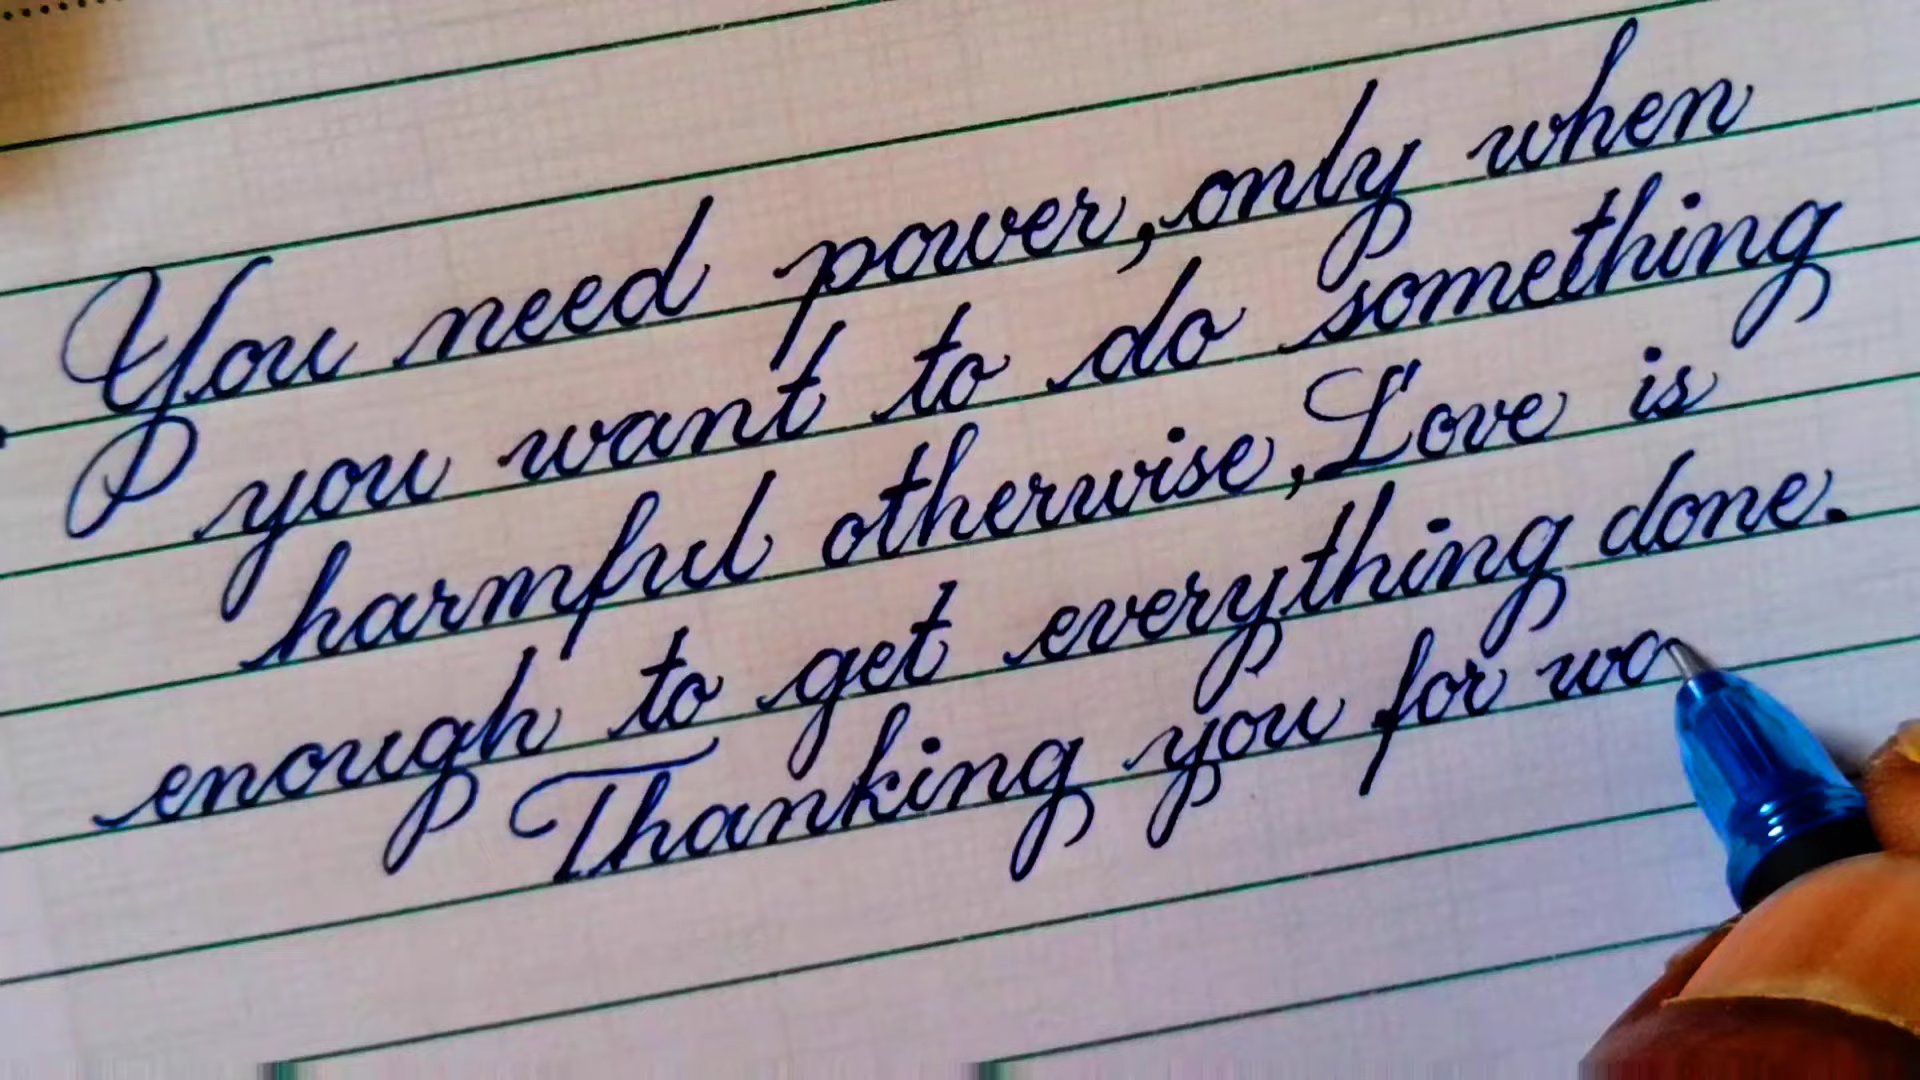 You need power, only when
you want to do something
harmful otherwise, Love is
enough to get everything done.
Thanking you for wa